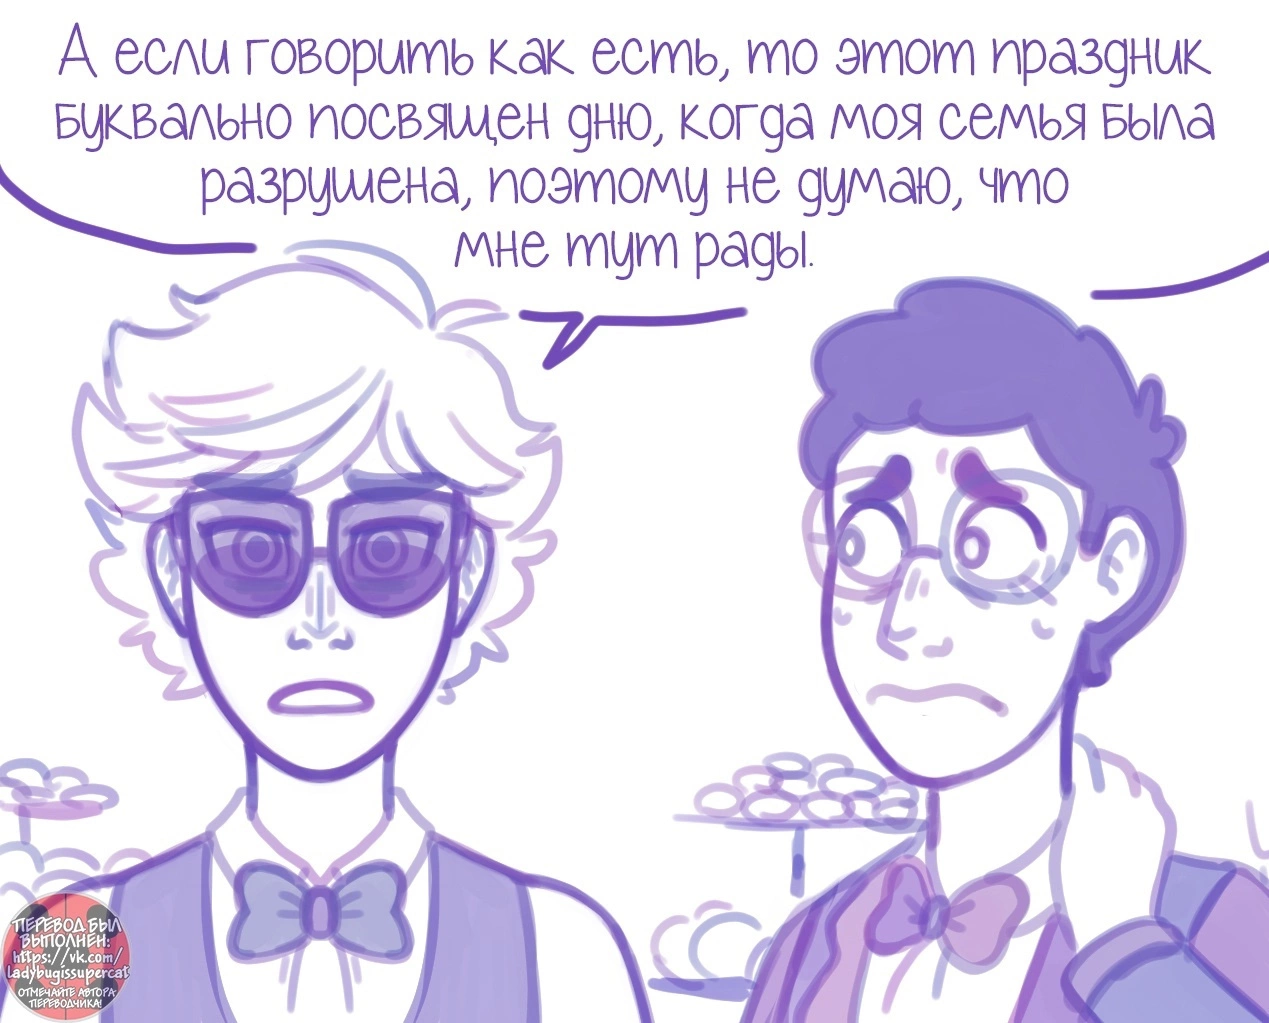 А если говорить как есть, то этот праздник
буквально посвящен дню, когда моя семья была
разрушена, поэтому не думаю, что
мне тут рады.
ПЕРЕВОД БЫЛ
ВЫПОЛНЕН:
https://vk.com/
ladybugissupercat
ОТМЕЧАЙТЕ АВТОРА
ПЕРЕВОДЧИКА!